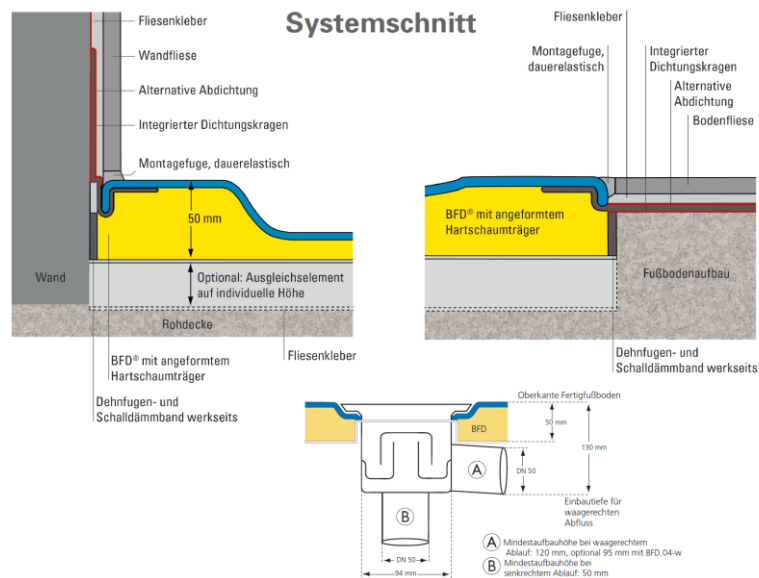 Systemschnitt
Fliesenkleber
Wandfliese
Alternative Abdichtung
Integrierter Dichtungskragen
Montagefuge, dauerelastisch
50 mm
Wand
Optional: Ausgleichselement
auf individuelle Höhe
Rohdecke
BFD® mit angeformtem
Hartschaumträger
Fliesenkleber
Dehnfugen- und
Schalldämmband werkseits
Fliesenkleber
Montagefuge,
dauerelastisch
Integrierter
Dichtungskragen
Alternative
Abdichtung
Bodenfliese
BFD® mit angeformtem
Hartschaumträger
Fußbodenaufbau
Dehnfugen- und
Schalldämmband werkseits
Oberkante Fertigfußboden
BFD
50 mm
130 mm
A
DN 50
B
Einbautiefe für
waagerechten
Abfluss
DN 50
94 mm
A Mindestaufbauhöhe bei waagerechtem
Ablauf: 120 mm, optional 95 mm mit BFD.04-w
B Mindestaufbauhöhe bei
senkrechtem Ablauf: 50 mm